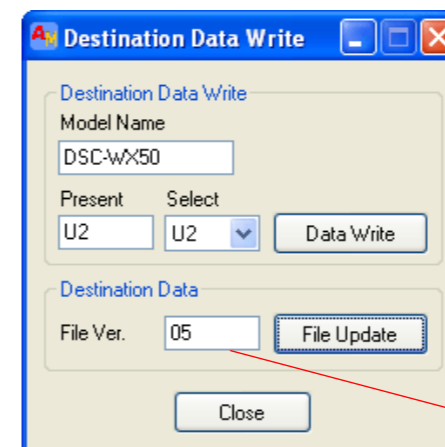 Destination Data Write
Destination Data Write
Model Name
DSC-WX50
Present Select
U2 U2 Data Write
Destination Data
File Ver. 05 File Update
Close